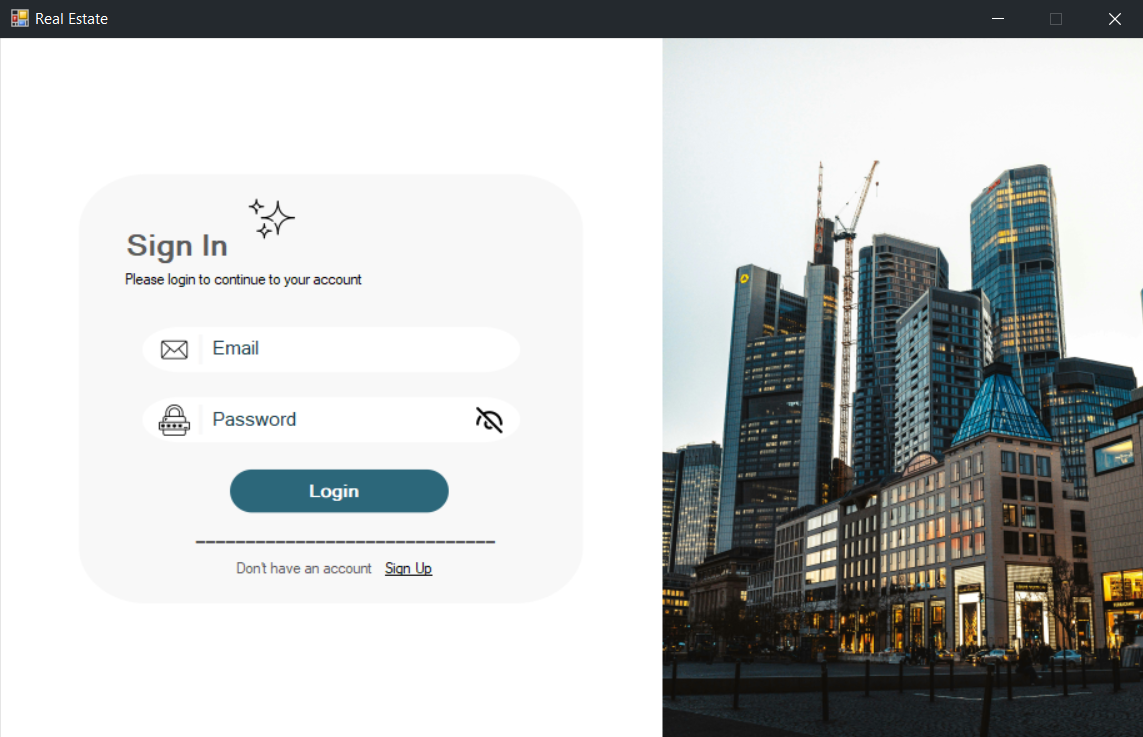 Real Estate
Sign In
Please login to continue to your account
Email
Password
Login
Don't have an account Sign Up